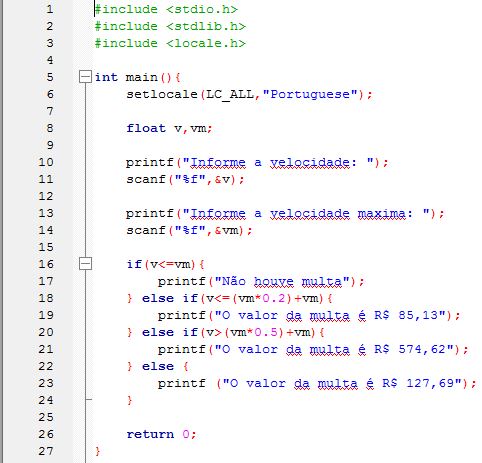 1 #include <stdio.h>
2 #include <stdlib.h>
3 #include <locale.h>
4
5 int main(){
6 setlocale(LC_ALL,"Portuguese");
7
8 float v,vm;
9
10 printf("Informe a velocidade: ");
11 scanf("%f",&v);
12
13 printf("Informe a velocidade maxima: ");
14 scanf("%f",&vm);
15
16 if(v<=vm){
17 printf("Não houve multa");
18 } else if(v<=(vm*0.2)+vm){
19 printf("O valor da multa é R$ 85,13");
20 } else if(v>(vm*0.5)+vm){
21 printf("O valor da multa é R$ 574,62");
22 } else {
23 printf ("O valor da multa é R$ 127,69");
24 }
25
26 return 0;
27 }